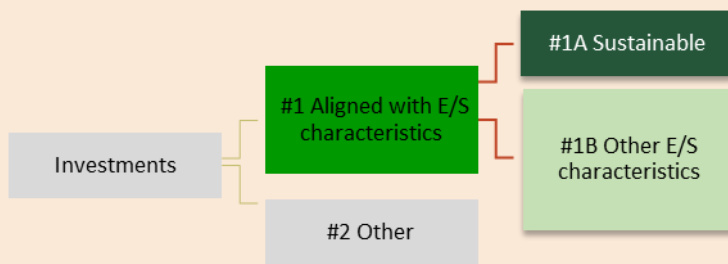 Investments
#1 Aligned with E/S
characteristics
#2 Other
#1A Sustainable
#1B Other E/S
characteristics